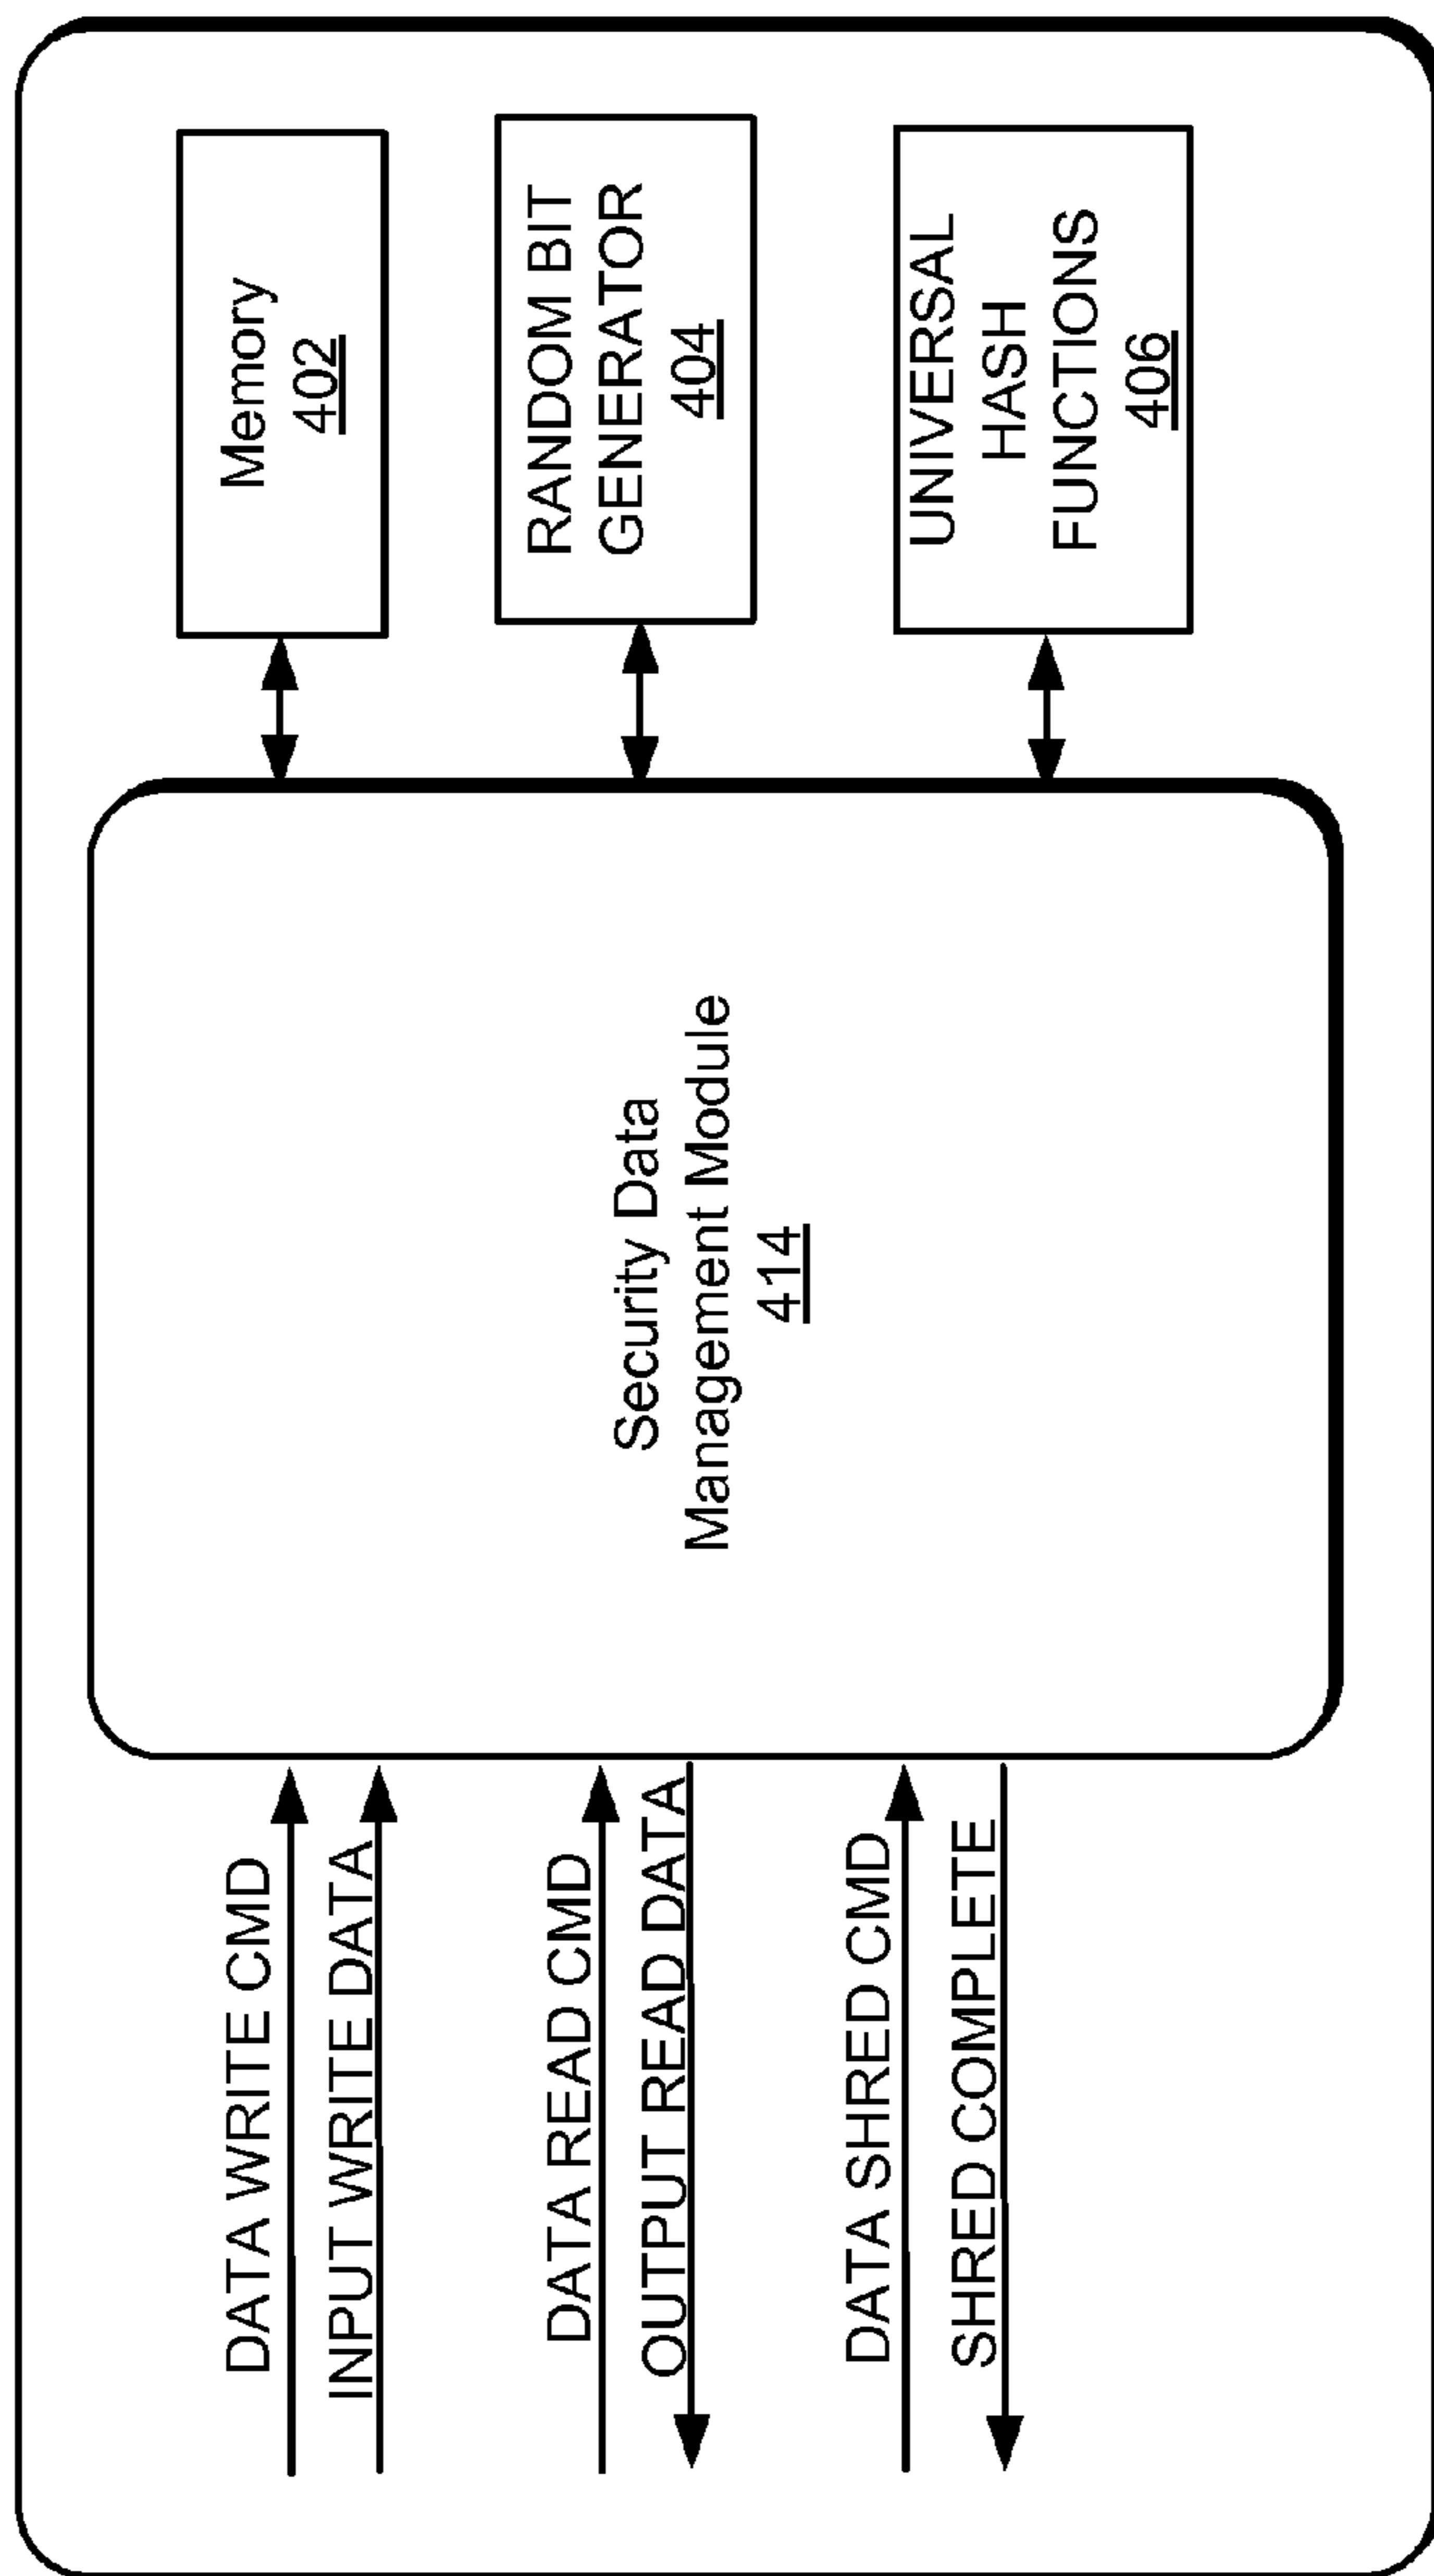 DATA WRITE CMD
INPUT WRITE DATA
DATA READ CMD
OUTPUT READ DATA
DATA SHRED CMD
SHRED COMPLETE
Security Data
Management Module
414
Memory
402
RANDOM BIT
GENERATOR
404
UNIVERSAL
HASH
FUNCTIONS
406